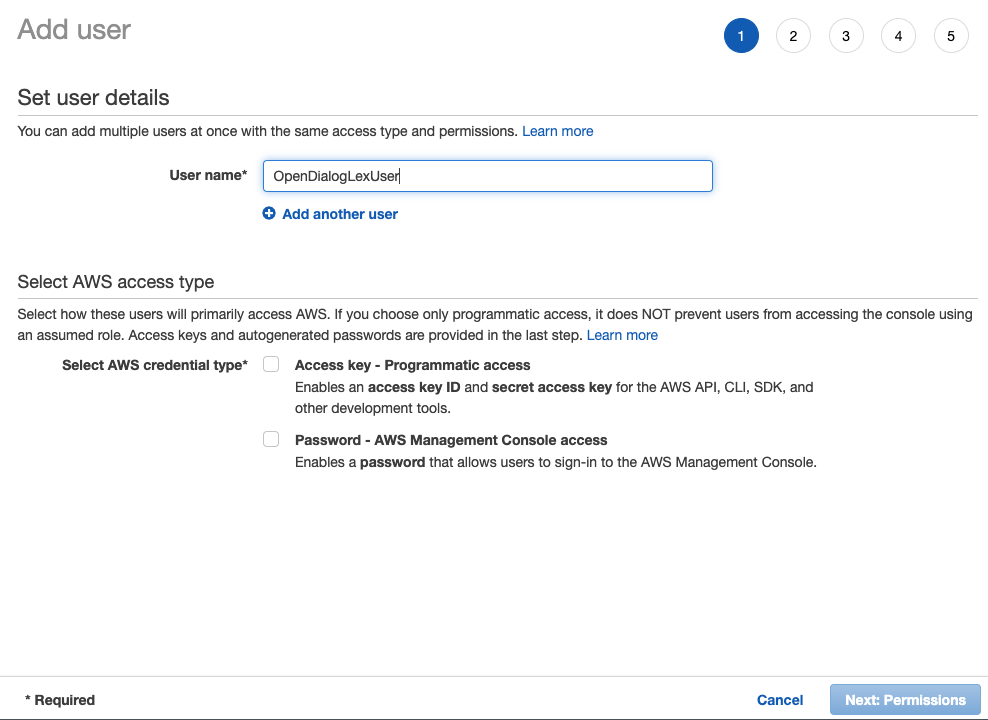 Add user
1 2 3 4 5
Set user details
You can add multiple users at once with the same access type and permissions. Learn more
User name* OpenDialogLexUser
Add another user
Select AWS access type
Select how these users will primarily access AWS. If you choose only programmatic access, it does NOT prevent users from accessing the console using
an assumed role. Access keys and autogenerated passwords are provided in the last step. Learn more
Select AWS credential type* Access key - Programmatic access
Enables an access key ID and secret access key for the AWS API, CLI, SDK, and
other development tools.
Password - AWS Management Console access
Enables a password that allows users to sign-in to the AWS Management Console.
* Required Cancel Next: Permissions